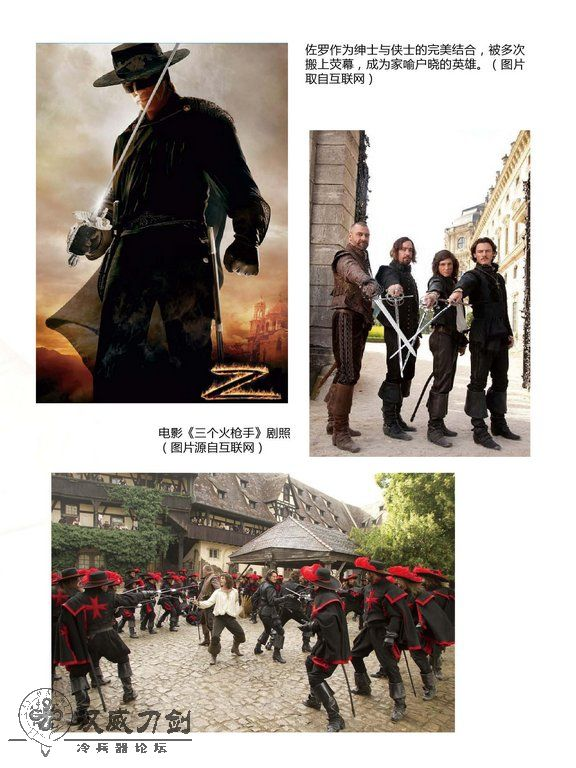 佐罗作为绅士与侠士的完美结合，被多次
搬上荧幕，成为家喻户晓的英雄。（图片
取自互联网）
Z
电影《三个火枪手》剧照
（图片源自互联网）
权威刀剑
冷兵器论坛